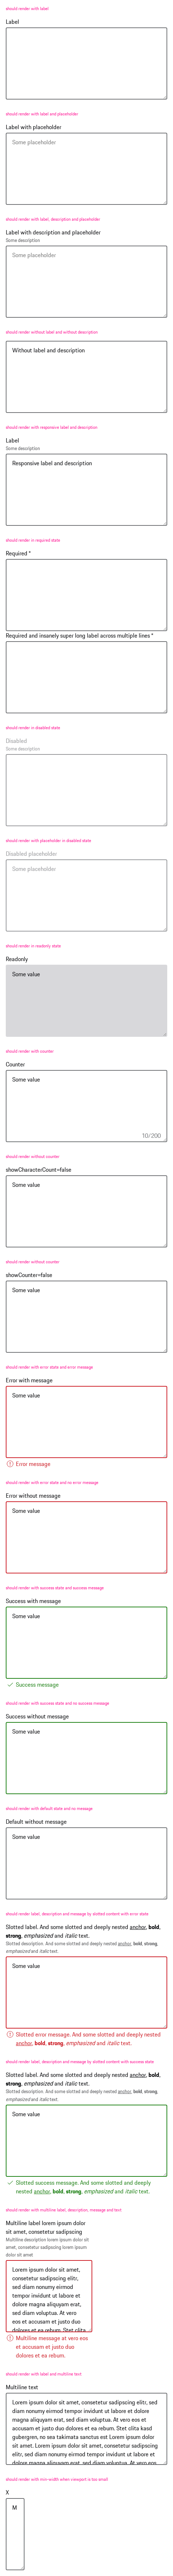 should render with label
Label
should render with label and placeholder
Label with placeholder
Some placeholder
should render with label, description and placeholder
Label with description and placeholder
Some description
Some placeholder
should render without label and without description
Without label and description
should render with responsive label and description
Label
Some description
Responsive label and description
should render in required state
Required *
Required and insanely super long label across multiple lines *
should render in disabled state
Disabled
Some description
should render with placeholder in disabled state
Disabled placeholder
Some placeholder
should render in readonly state
Readonly
Some value
should render with counter
Counter
Some value
10/200
should render without counter
showCharacterCount=false
Some value
should render without counter
showCounter=false
Some value
should render with error state and error message
Error with message
Some value
Error message
should render with error state and no error message
Error without message
Some value
should render with success state and success message
Success with message
Some value
Success message
should render with success state and no success message
Success without message
Some value
should render with default state and no message
Default without message
Some value
should render label, description and message by slotted content with error state
Slotted label. And some slotted and deeply nested anchor, bold,
strong, emphasized and italic text.
Slotted description. And some slotted and deeply nested anchor, bold, strong,
emphasized and italic text.
Some value
Slotted error message. And some slotted and deeply nested
anchor, bold, strong, emphasized and italic text.
should render label, description and message by slotted content with success state
Slotted label. And some slotted and deeply nested anchor, bold,
strong, emphasized and italic text.
Slotted description. And some slotted and deeply nested anchor, bold, strong,
emphasized and italic text.
Some value
Slotted success message. And some slotted and deeply
nested anchor, bold, strong, emphasized and italic text.
should render with multiline label, description, message and text
Multiline label lorem ipsum dolor
sit amet, consetetur sadipscing
Multiline description lorem ipsum dolor sit
amet, consetetur sadipscing lorem ipsum
dolor sit amet
Lorem ipsum dolor sit amet,
consetetur sadipscing elitr,
sed diam nonumy eirmod
tempor invidunt ut labore et
dolore magna aliquyam erat,
sed diam voluptua. At vero
eos et accusam et justo duo
dolores et ea rebum. Stet clita
Multiline message at vero eos
et accusam et justo duo
dolores et ea rebum.
should render with label and multiline text
Multiline text
Lorem ipsum dolor sit amet, consetetur sadipscing elitr, sed
diam nonumy eirmod tempor invidunt ut labore et dolore
magna aliquyam erat, sed diam voluptua. At vero eos et
accusam et justo duo dolores et ea rebum. Stet clita kasd
gubergren, no sea takimata sanctus est Lorem ipsum dolor
sit amet. Lorem ipsum dolor sit amet, consetetur sadipscing
elitr, sed diam nonumy eirmod tempor invidunt ut labore et
dolore magna aliquyam erat, sed diam voluptua. At vero eos
should render with min-width when viewport is too small
X
M